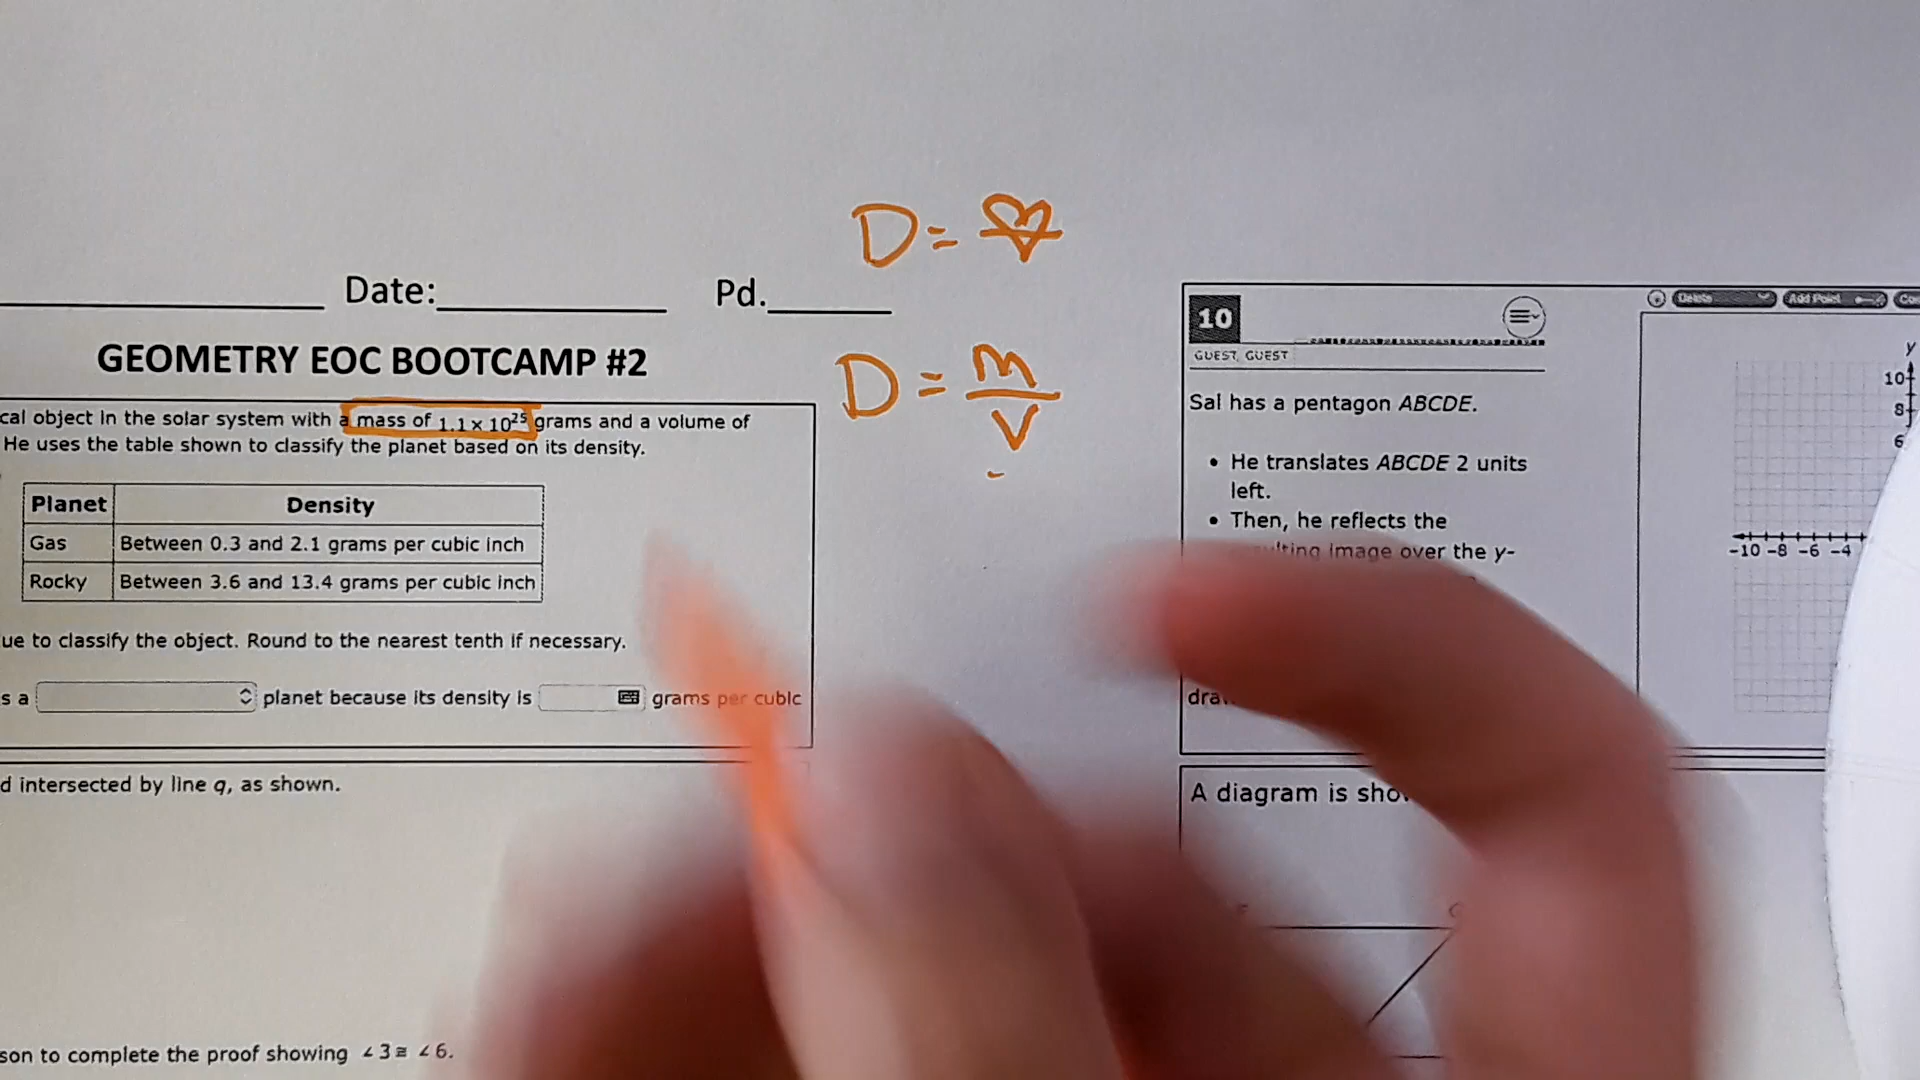 D =
Date: Pd.
GEOMETRY EOC BOOTCAMP #2
D = m
V
cal object in the solar system with a mass of 1.1 × 10²⁵ grams and a volume of
He uses the table shown to classify the planet based on its density.
Planet Density
Gas Between 0.3 and 2.1 grams per cubic inch
Rocky Between 3.6 and 13.4 grams per cubic inch
ue to classify the object. Round to the nearest tenth if necessary.
s a planet because its density is grams per cubic
d intersected by line q, as shown.
son to complete the proof showing ∠3 ≅ ∠6.
10
GUEST, GUEST
Sal has a pentagon ABCDE.
• He translates ABCDE 2 units
left.
• Then, he reflects the
image over the y-
A diagram is
Delete Add Point
y
10
8
6
-10 -8 -6 -4